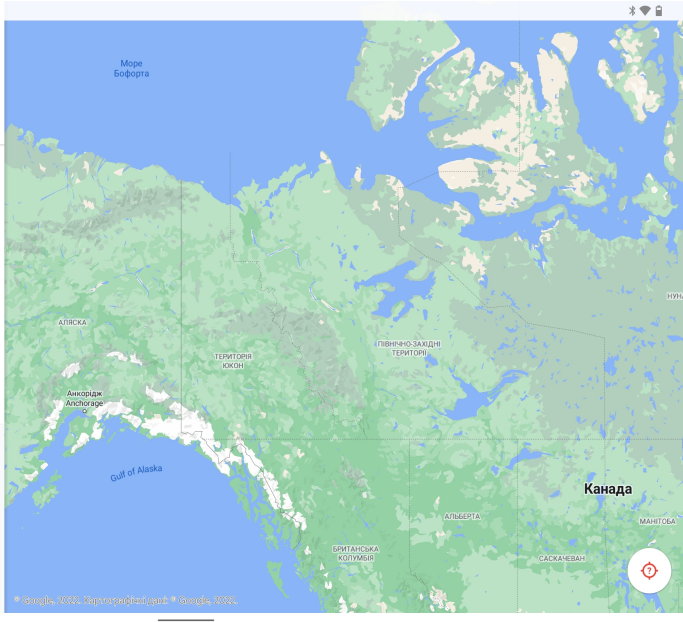 Море
Бофорта
НУНА
АЛЯСКА
ТЕРИТОРІЯ
ЮКОН
ПІВНІЧНО-ЗАХІДНІ
ТЕРИТОРІЇ
Анкорідж
Anchorage
Gulf of Alaska
Канада
АЛЬБЕРТА
МАНІТОБА
БРИТАНСЬКА
КОЛУМБІЯ
САСКАЧЕВАН
?
© Google, 2022. Картографічні дані © Google, 2022.